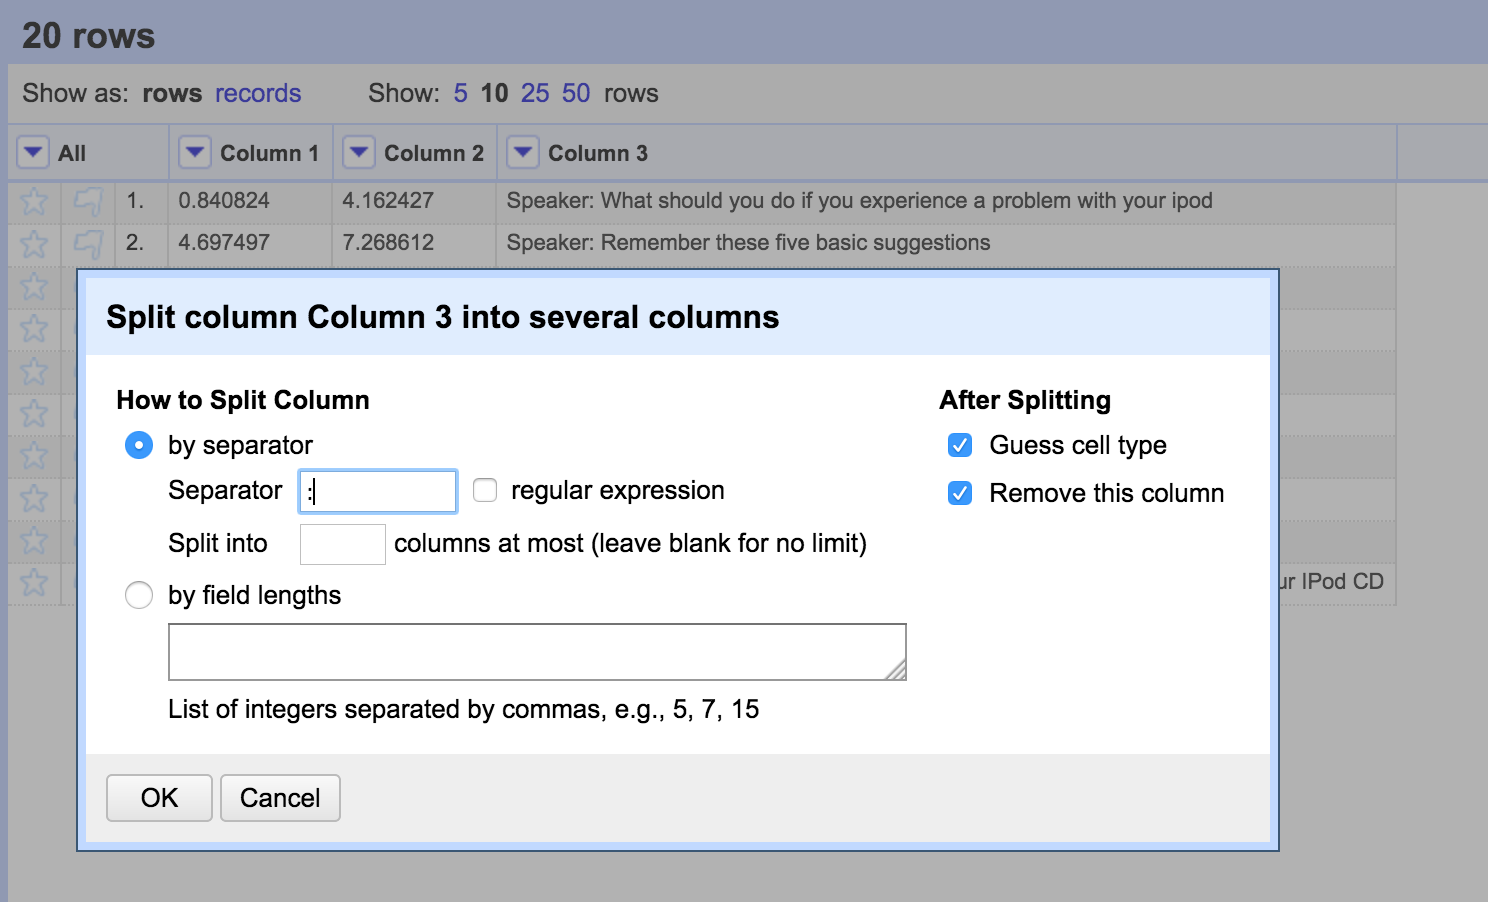 20 rows
Show as: rows records Show: 5 10 25 50 rows
All Column 1 Column 2 Column 3
1. 0.840824 4.162427 Speaker: What should you do if you experience a problem with your ipod
2. 4.697497 7.268612 Speaker: Remember these five basic suggestions
Split column Column 3 into several columns
How to Split Column
by separator
Separator : regular expression
Split into columns at most (leave blank for no limit)
by field lengths
List of integers separated by commas, e.g., 5, 7, 15
After Splitting
Guess cell type
Remove this column
IPod CD
OK Cancel